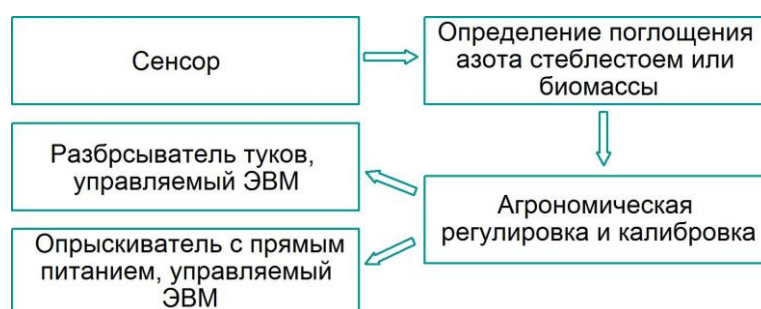 Сенсор
Определение поглощения
азота стеблестоем или
биомассы
Разбрсыватель туков,
управляемый ЭВМ
Агрономическая
регулировка и калибровка
Опрыскиватель с прямым
питанием, управляемый
ЭВМ